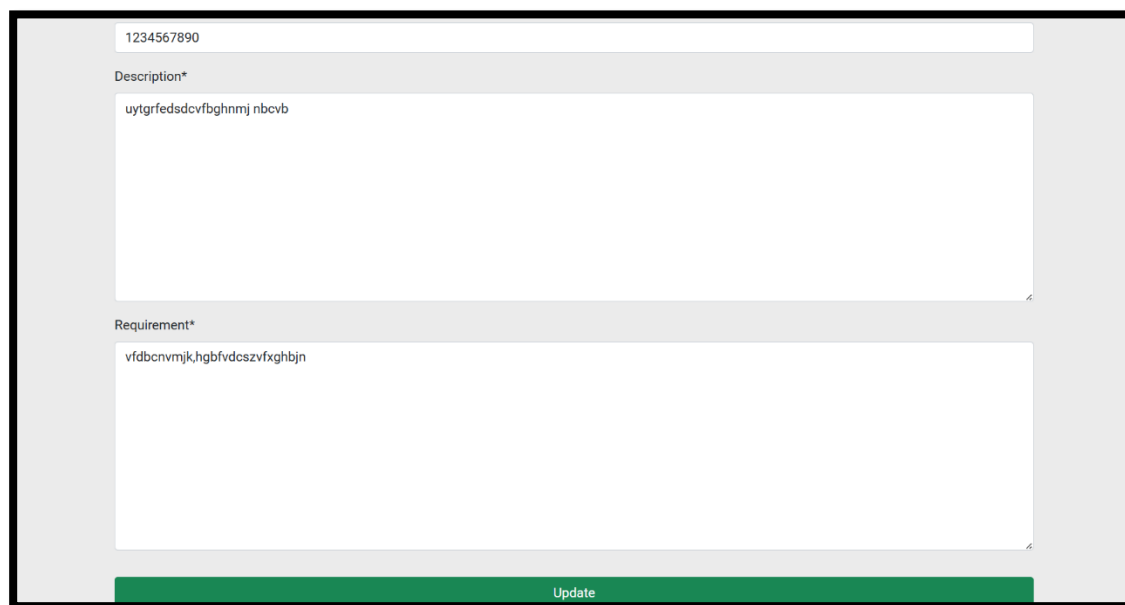 1234567890
Description*
uytgrfedsdcvfbghnmj nbcvb
Requirement*
vfdbcnvmjk,hgbfvdcszvfxghbjn
Update